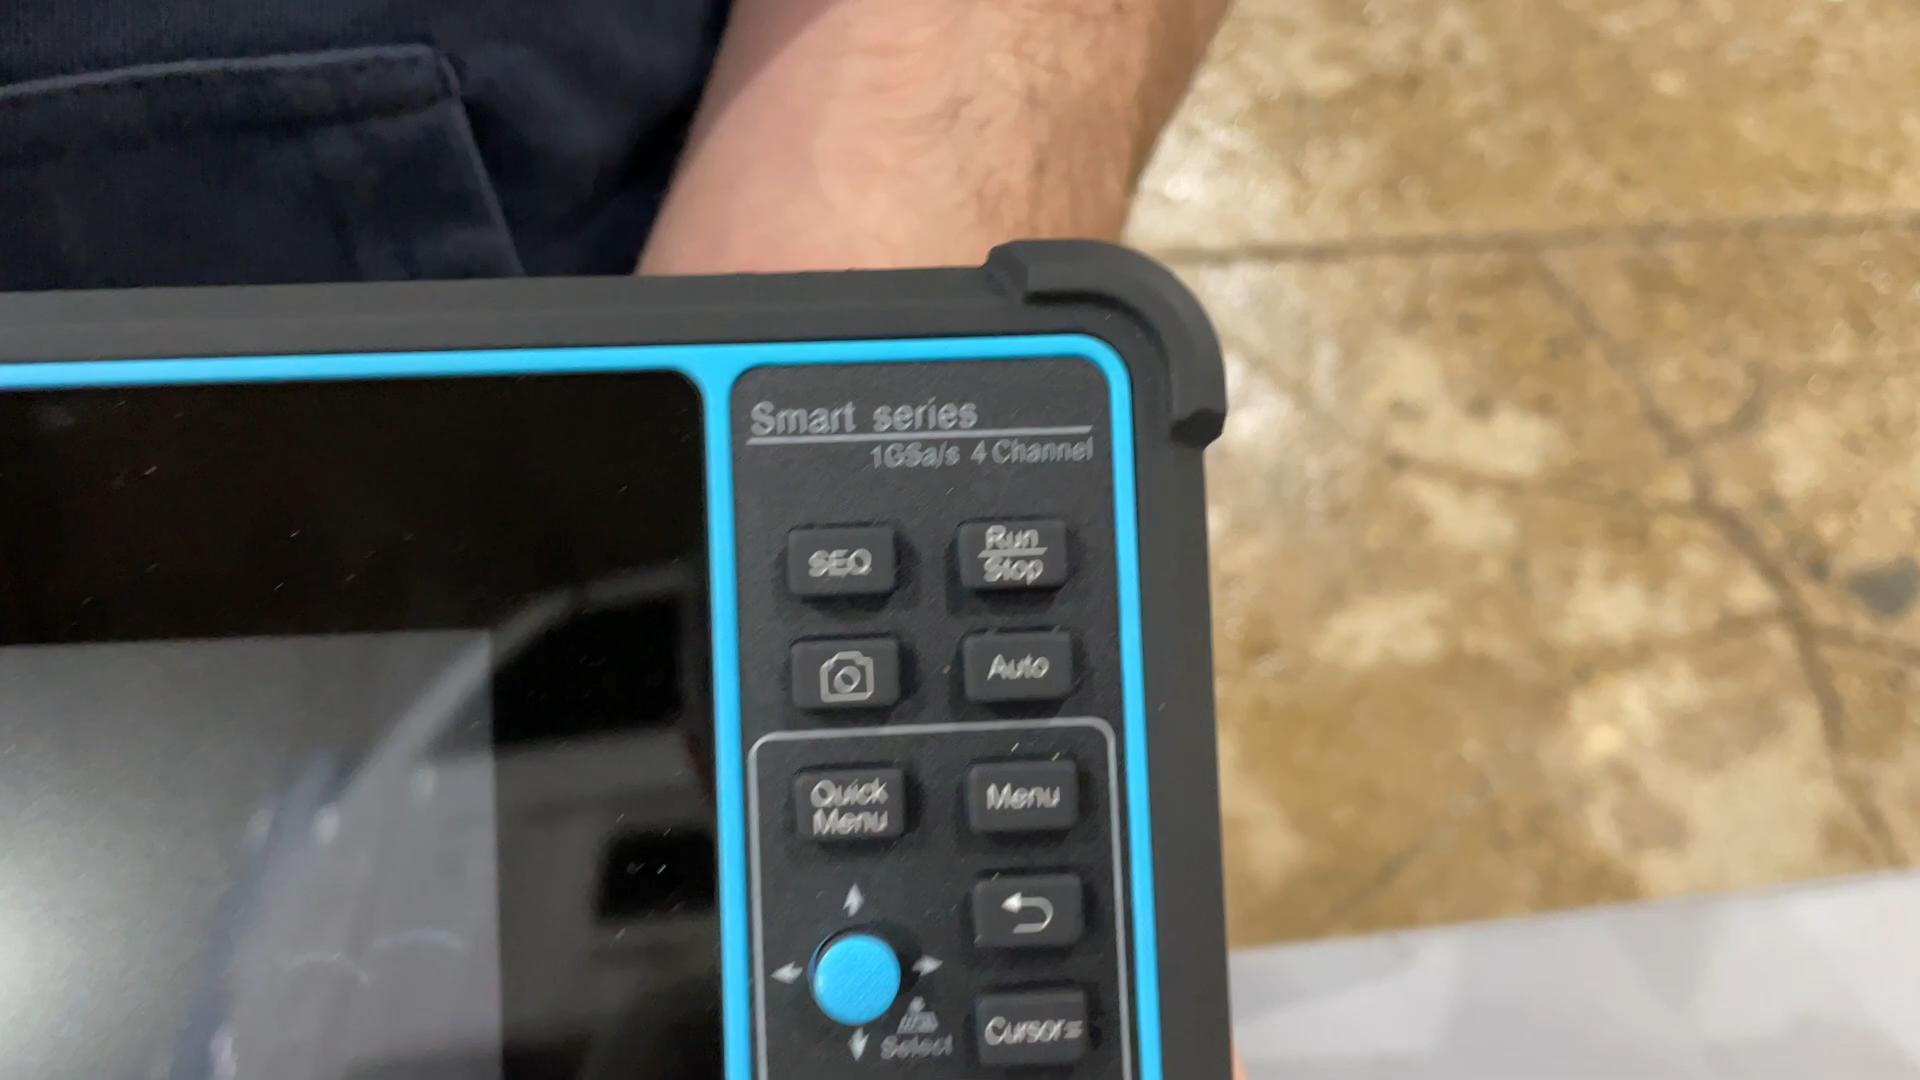 Smart series
1GSa/s 4 Channel
SEQ
Run
Stop
Auto
Quick
Menu
Menu
Select
Cursors